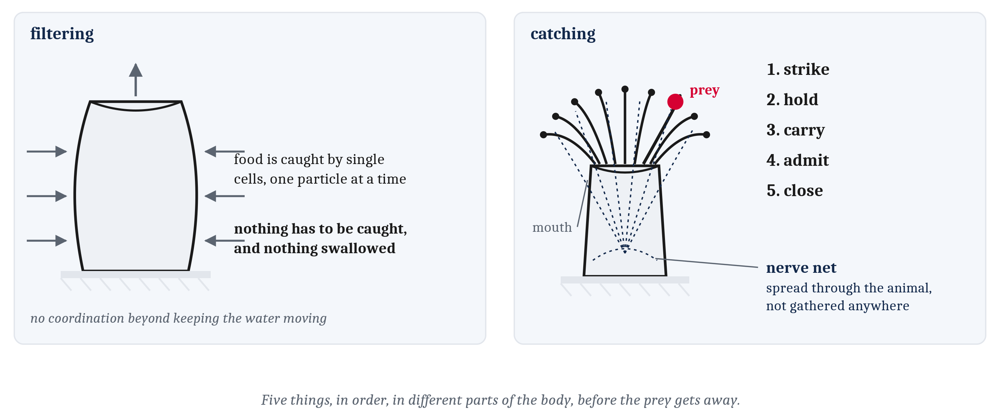 filtering
food is caught by single
cells, one particle at a time
nothing has to be caught,
and nothing swallowed
no coordination beyond keeping the water moving
catching
prey
1. strike
2. hold
3. carry
4. admit
5. close
mouth
nerve net
spread through the animal,
not gathered anywhere
Five things, in order, in different parts of the body, before the prey gets away.